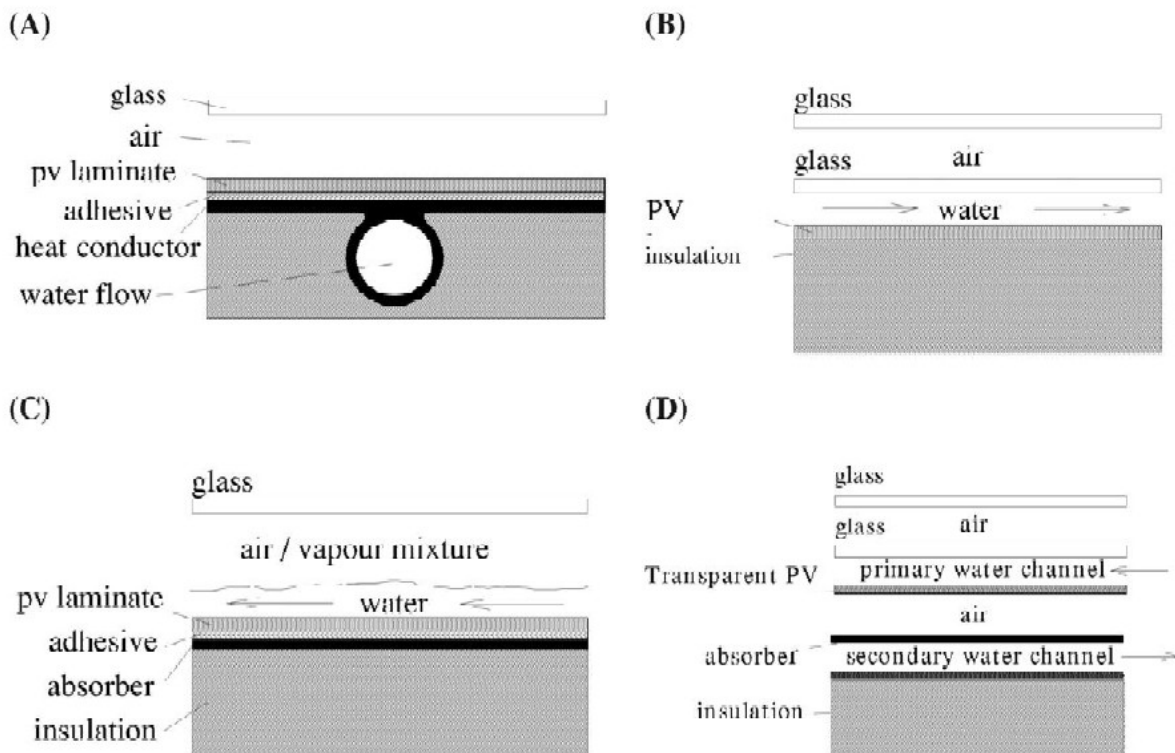 (A)
glass
air
pv laminate
adhesive
heat conductor
water flow
(B)
glass
glass air
PV water
insulation
(C)
glass
air / vapour mixture
pv laminate
water
adhesive
absorber
insulation
(D)
glass
glass air
Transparent PV primary water channel
air
absorber secondary water channel
insulation